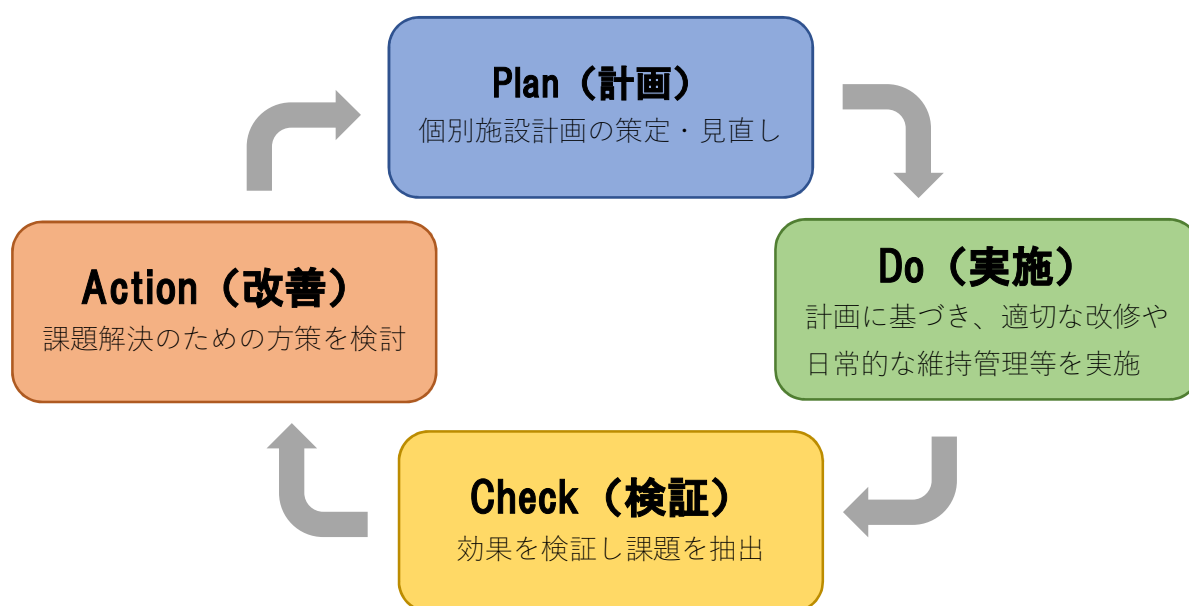 Plan（計画）
個別施設計画の策定・見直し
Do（実施）
計画に基づき、適切な改修や
日常的な維持管理等を実施
Check（検証）
効果を検証し課題を抽出
Action（改善）
課題解決のための方策を検討